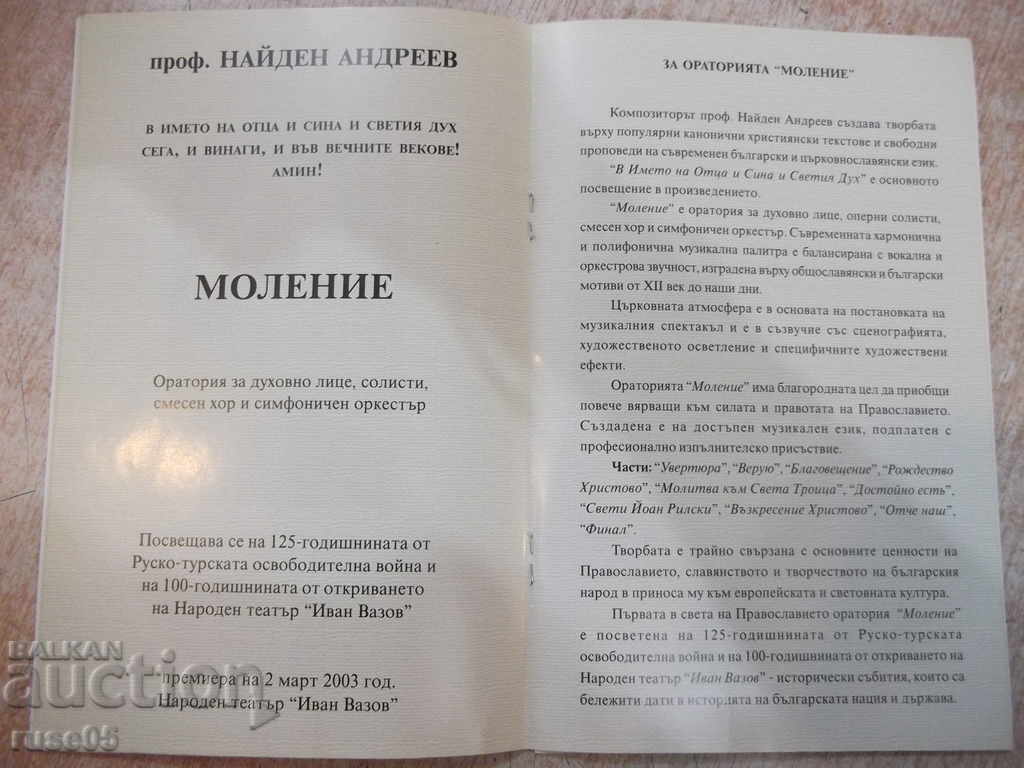 проф. НАЙДЕН АНДРЕЕВ
В ИМЕТО НА ОТЦА И СИНА И СВЕТИЯ ДУХ
СЕГА, И ВИНАГИ, И ВЪВ ВЕЧНИТЕ ВЕКОВЕ!
АМИН!
МОЛЕНИЕ
Оратория за духовно лице, солисти,
смесен хор и симфоничен оркестър
Посвещава се на 125-годишнината от
Руско-турската освободителна война и
на 100-годишнината от откриването
на Народен театър “Иван Вазов”
премиера на 2 март 2003 год.
Народен театър “Иван Вазов”
ЗА ОРАТОРИЯТА “МОЛЕНИЕ”
Композиторът проф. Найден Андреев създава творбата
върху популярни канонични християнски текстове и свободни
проповеди на съвременен български и църковнославянски език.
“В Името на Отца и Сина и Светия Дух” е основното
посвещение в произведението.
“Моление” е оратория за духовно лице, оперни солисти,
смесен хор и симфоничен оркестър. Съвременната хармонична
и полифонична музикална палитра е балансирана с вокална и
оркестрова звучност, изградена върху общославянски и български
мотиви от XII век до наши дни.
Църковната атмосфера е в основата на постановката на
музикалния спектакъл и е в съзвучие със сценографията,
художественото осветление и специфичните художествени
ефекти.
Ораторията “Моление” има благородната цел да приобщи
повече вярващи към силата и правотата на Православието.
Създадена е на достъпен музикален език, подплатен с
професионално изпълнителско присъствие.
Части: “Увертюра”, “Верую”, “Благовещение”, “Рождество
Христово”, “Молитва към Света Троица”, “Достойно есть”,
“Свети Йоан Рилски”, “Възкресение Христово”, “Отче наш”,
“Финал”.
Творбата е трайно свързана с основните ценности на
Православието, славянството и творчеството на българския
народ в приноса му към европейската и световната култура.
Първата в света на Православието оратория “Моление”
е посветена на 125-годишнината от Руско-турската
освободителна война и на 100-годишнината от откриването на
Народен театър “Иван Вазов” - исторически събития, които са
бележити дати в историята на българската нация и държава.
BALKAN
auction
ruse05